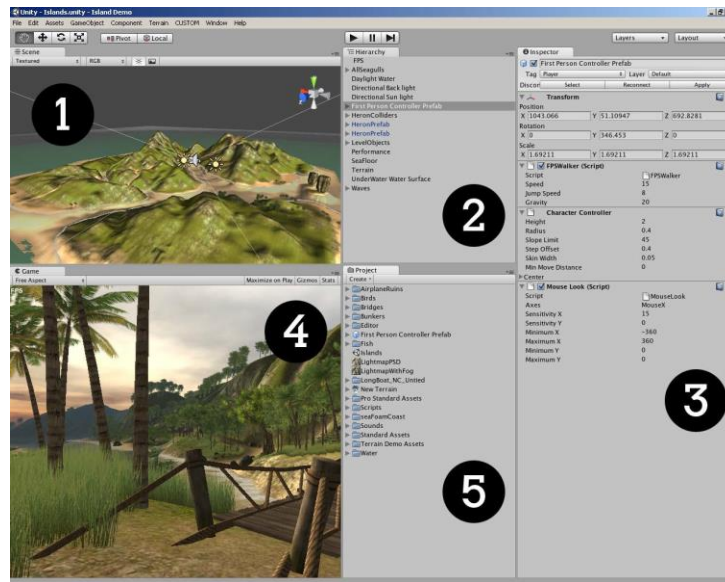 Unity - Islands.unity - Island Demo
File Edit Assets GameObject Component Terrain CUSTOM Window Help
Pivot Local
Layers Layout
Scene
Textured RGB
1
Hierarchy
FPS
AllSeagulls
Daylight Water
Directional Back light
Directional Sun light
First Person Controller Prefab
HeronColliders
HeronPrefab
HeronPrefab
LevelObjects
Performance
SeaFloor
Terrain
UnderWater Water Surface
Waves
2
Inspector
First Person Controller Prefab
Tag Player Layer Default
Discon Select Reconnect Apply
Transform
Position
X 1043.066 Y 51.10947 Z 692.8281
Rotation
X 0 Y 346.453 Z 0
Scale
X 1.69211 Y 1.69211 Z 1.69211
FPSWalker (Script)
Script FPSWalker
Speed 15
Jump Speed 8
Gravity 20
Character Controller
Height 2
Radius 0.4
Slope Limit 45
Step Offset 0.4
Skin Width 0.05
Min Move Distance 0
Center
Mouse Look (Script)
Script MouseLook
Axes MouseX
Sensitivity X 15
Sensitivity Y 0
Minimum X -360
Maximum X 360
Minimum Y 0
Maximum Y 0
3
Game
Free Aspect Maximize on Play Gizmos Stats
4
Project
Create
AirplaneRuins
Birds
Bridges
Bunkers
Editor
First Person Controller Prefab
Fish
Islands
LightmapPSD
LightmapWithFog
LongBoat_NC_Untied
New Terrain
Pro Standard Assets
Scripts
seaFoamCoast
Sounds
Standard Assets
Terrain Demo Assets
Water
5